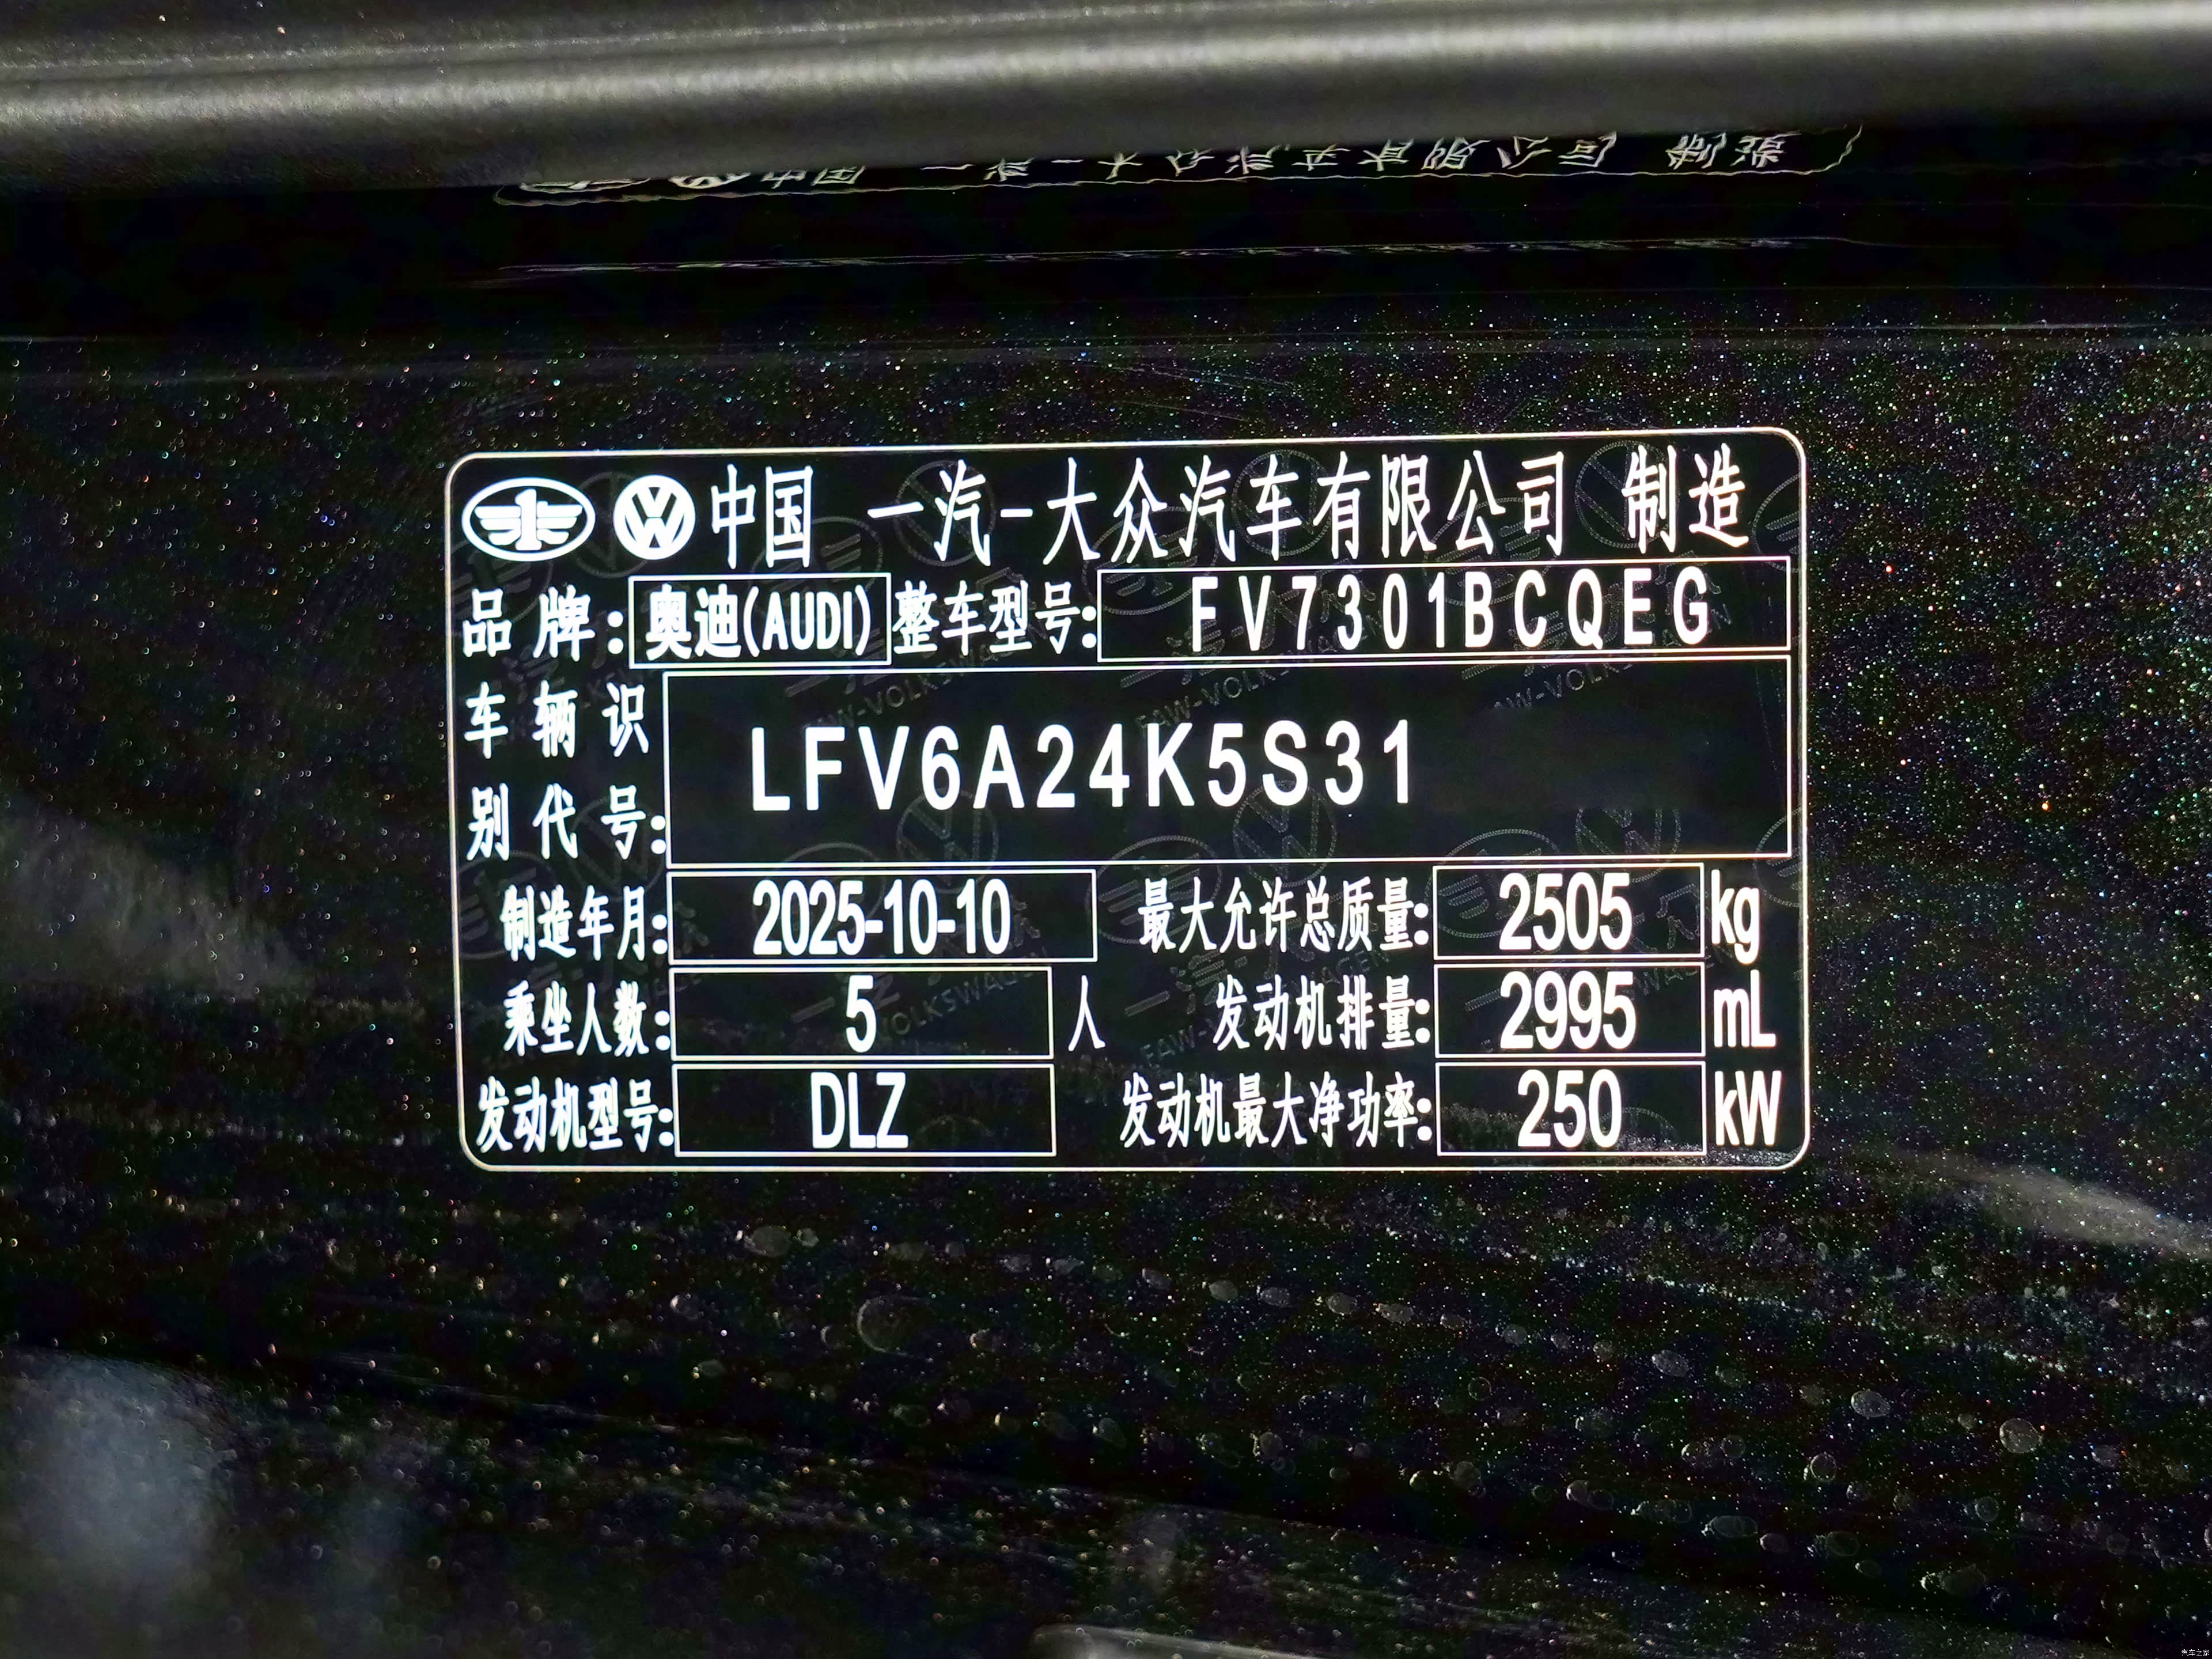 中国 一汽-大众汽车有限公司 制造
品牌: 奥迪(AUDI) 整车型号: FV7301BCQEG
车辆识
别代号: LFV6A24K5S31
制造年月: 2025-10-10 最大允许总质量: 2505 kg
乘坐人数: 5 人 发动机排量: 2995 mL
发动机型号: DLZ 发动机最大净功率: 250 kW
汽车之家